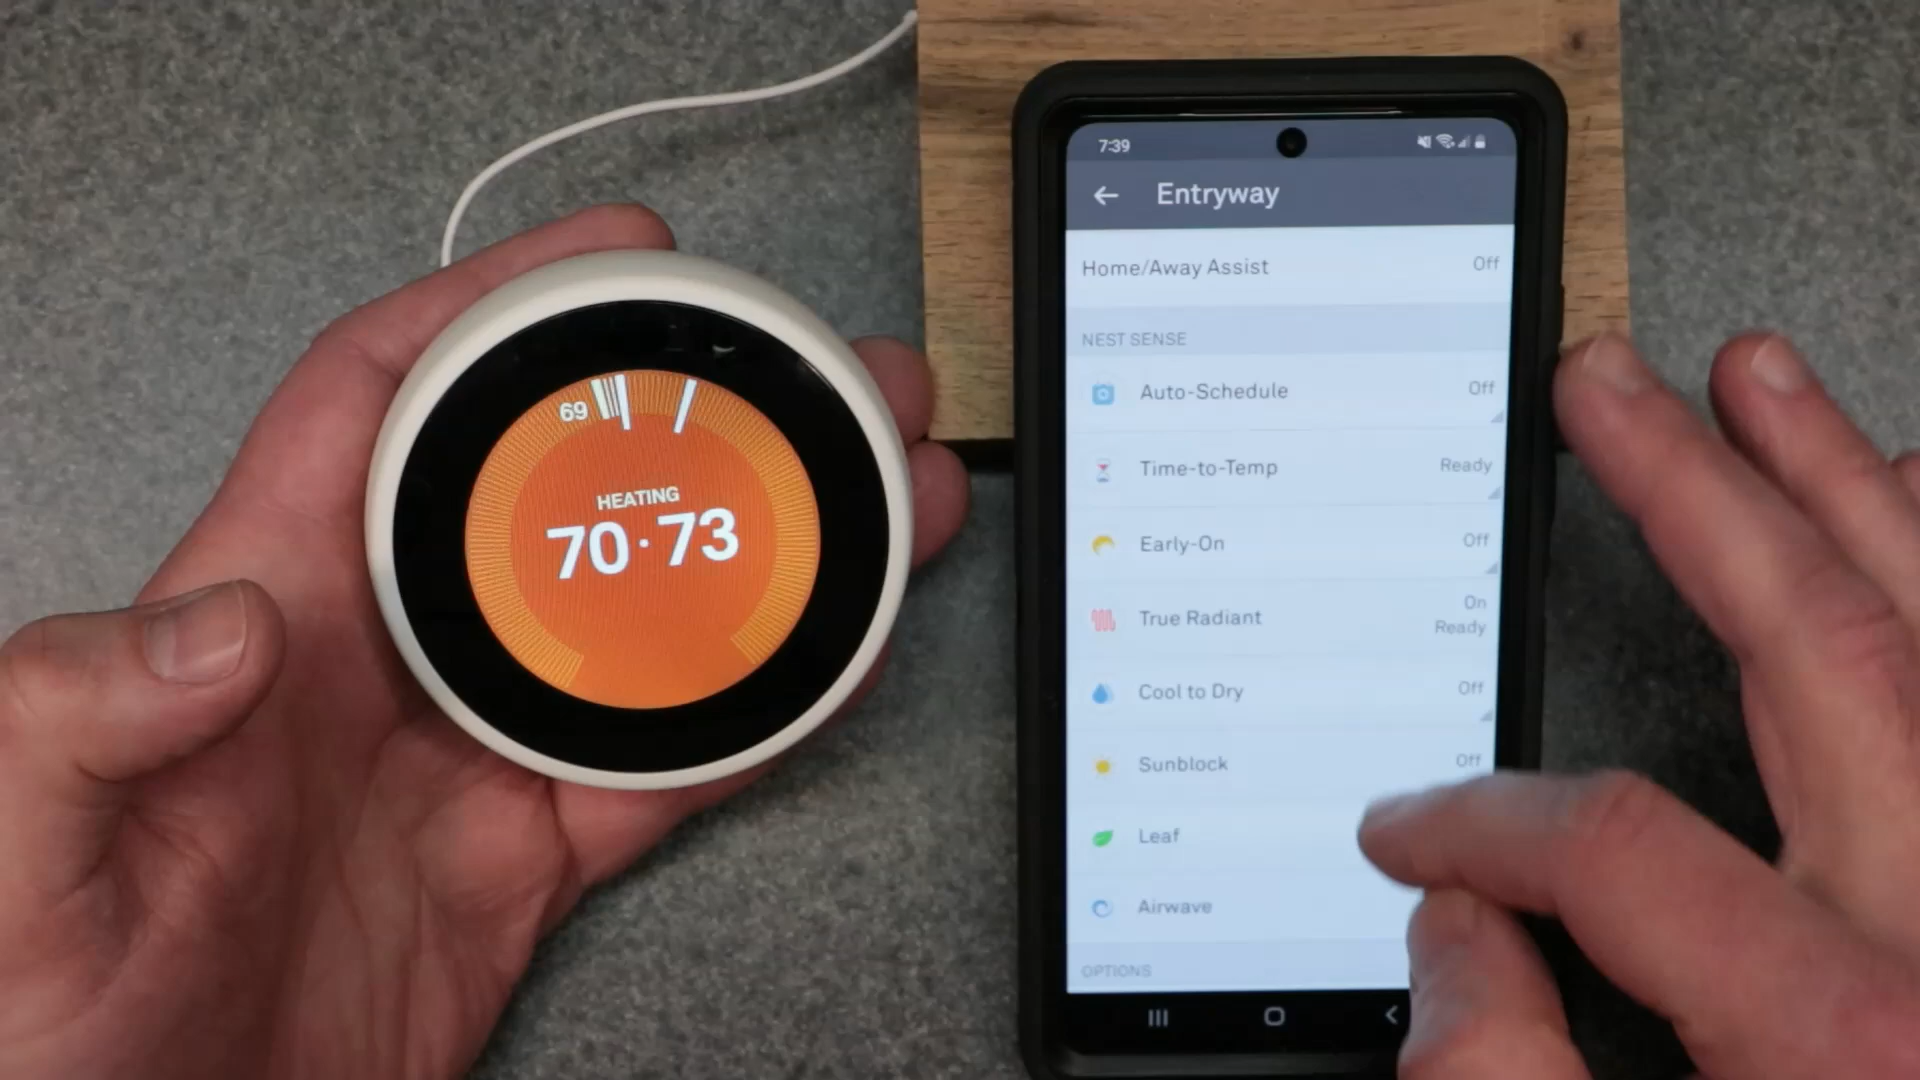 69
HEATING
70·73
7:39
Entryway
Home/Away Assist Off
NEST SENSE
Auto-Schedule Off
Time-to-Temp Ready
Early-On Off
True Radiant On
Ready
Cool to Dry Off
Sunblock Off
Leaf
Airwave
OPTIONS